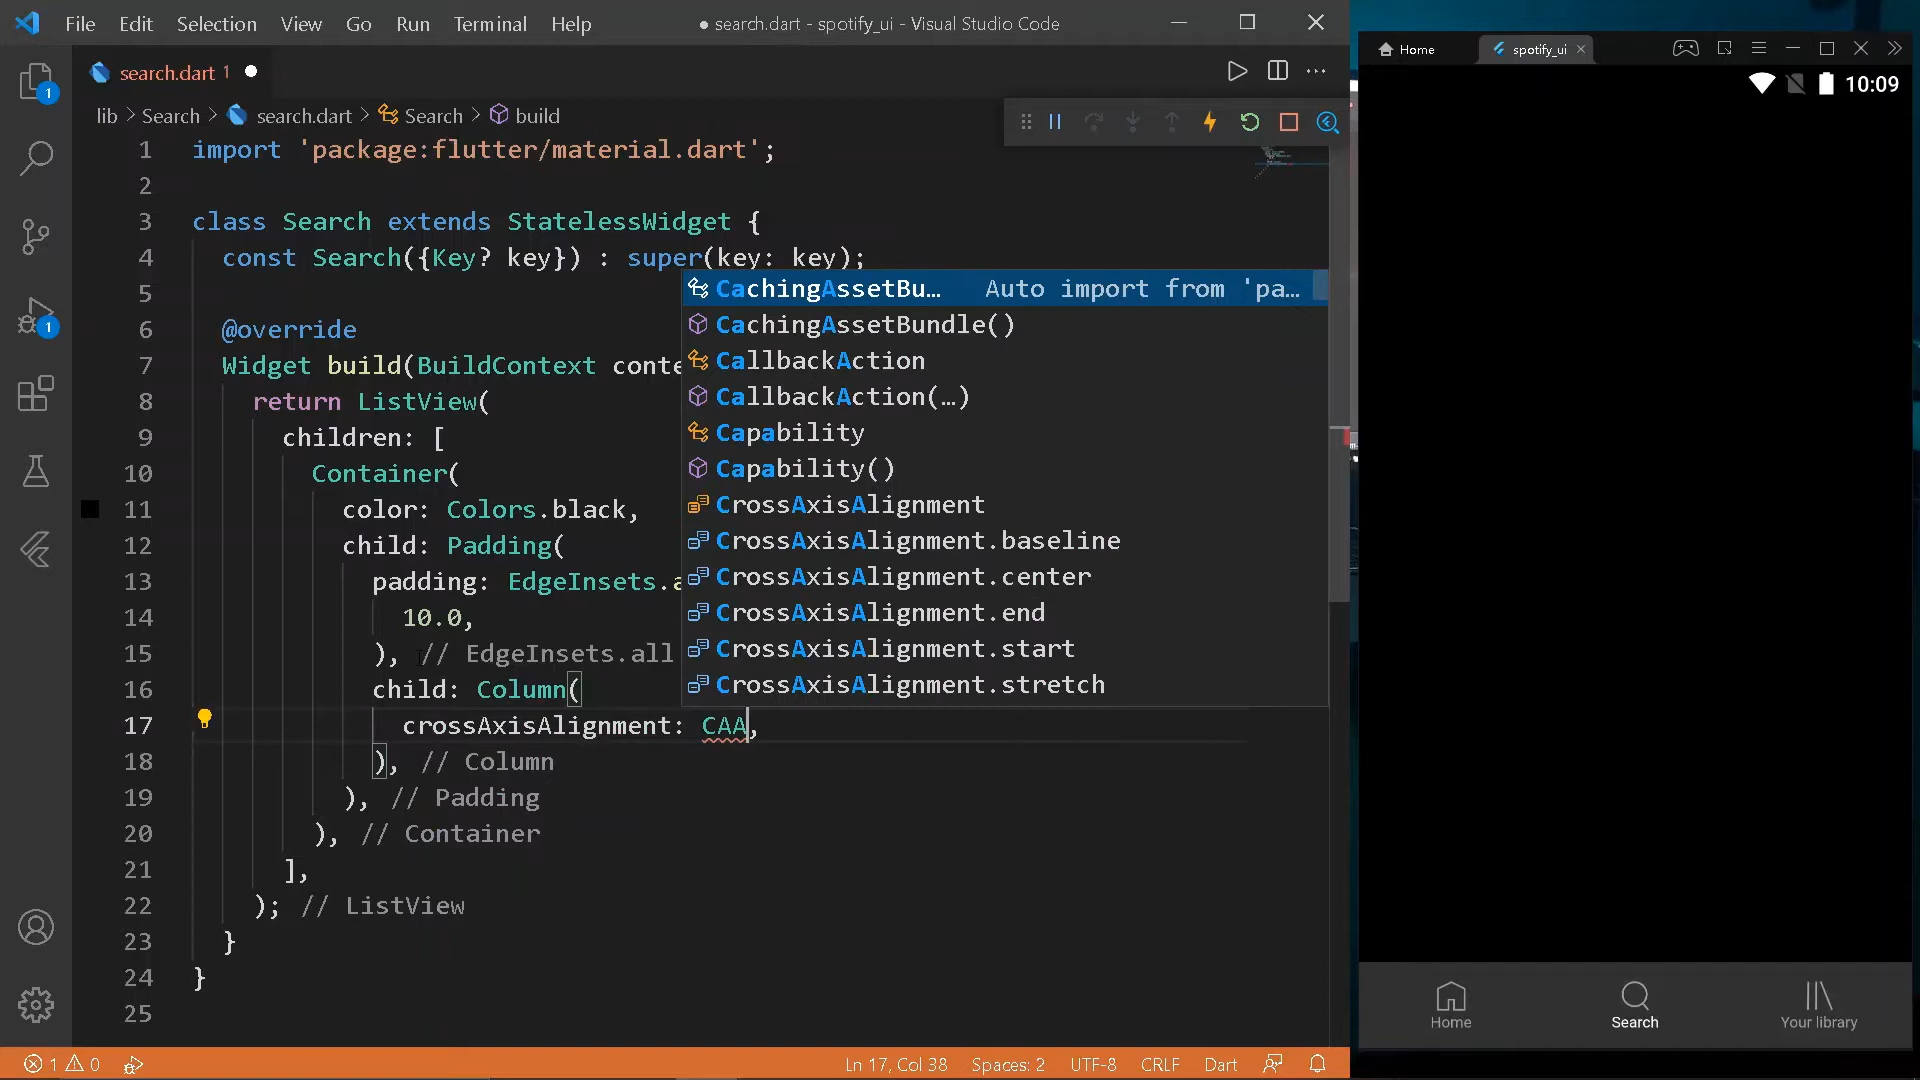 File Edit Selection View Go Run Terminal Help
● search.dart - spotify_ui - Visual Studio Code
search.dart 1
lib > Search > search.dart > Search > build
1 import 'package:flutter/material.dart';
2
3 class Search extends StatelessWidget {
4 const Search({Key? key}) : super(key: key);
5
6 @override
7 Widget build(BuildContext conte
8 return ListView(
9 children: [
10 Container(
11 color: Colors.black,
12 child: Padding(
13 padding: EdgeInsets.a
14 10.0,
15 ), // EdgeInsets.all
16 child: Column(
17 crossAxisAlignment: CAA,
18 ), // Column
19 ), // Padding
20 ), // Container
21 ],
22 ); // ListView
23 }
24 }
25
CachingAssetBu… Auto import from 'pa…
CachingAssetBundle()
CallbackAction
CallbackAction(…)
Capability
Capability()
CrossAxisAlignment
CrossAxisAlignment.baseline
CrossAxisAlignment.center
CrossAxisAlignment.end
CrossAxisAlignment.start
CrossAxisAlignment.stretch
1
1
1 0
Ln 17, Col 38 Spaces: 2 UTF-8 CRLF Dart
Home spotify_ui
10:09
Home Search Your library